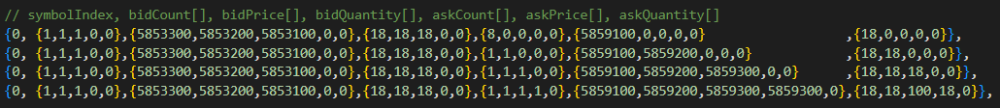 // symbolIndex, bidCount[], bidPrice[], bidQuantity[], askCount[], askPrice[], askQuantity[]
{0, {1,1,1,0,0},{5853300,5853200,5853100,0,0},{18,18,18,0,0},{8,0,0,0,0},{5859100,0,0,0,0}                ,{18,0,0,0,0}},
{0, {1,1,1,0,0},{5853300,5853200,5853100,0,0},{18,18,18,0,0},{1,1,0,0,0},{5859100,5859200,0,0,0}          ,{18,18,0,0,0}},
{0, {1,1,1,0,0},{5853300,5853200,5853100,0,0},{18,18,18,0,0},{1,1,1,0,0},{5859100,5859200,5859300,0,0}    ,{18,18,18,0,0}},
{0, {1,1,1,0,0},{5853300,5853200,5853100,0,0},{18,18,18,0,0},{1,1,1,1,0},{5859100,5859200,5859300,5859300,0},{18,18,100,18,0}},